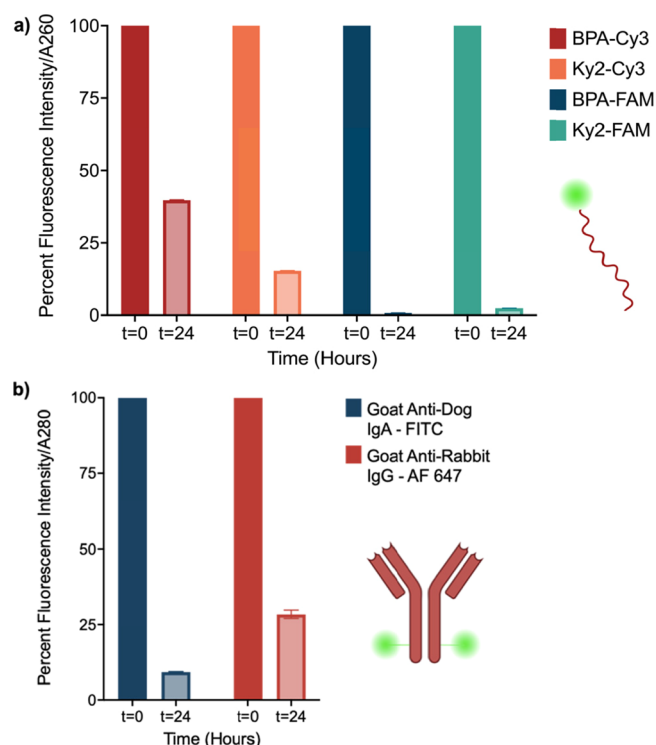 a)
Percent Fluorescence Intensity/A260
100
75
50
25
0
t=0 t=24 t=0 t=24 t=0 t=24 t=0 t=24
Time (Hours)
BPA-Cy3
Ky2-Cy3
BPA-FAM
Ky2-FAM
b)
Percent Fluorescence Intensity/A280
100
75
50
25
0
t=0 t=24 t=0 t=24
Time (Hours)
Goat Anti-Dog
IgA - FITC
Goat Anti-Rabbit
IgG - AF 647